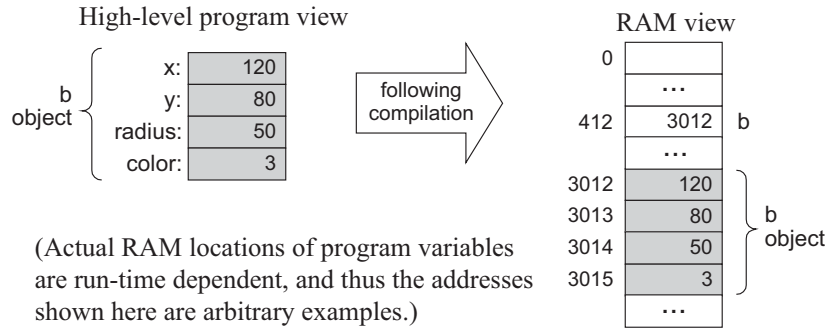 High-level program view
b
object
x: 120
y: 80
radius: 50
color: 3
following
compilation
RAM view
0
...
412 3012 b
...
3012 120
3013 80
3014 50
3015 3
b
object
...
(Actual RAM locations of program variables
are run-time dependent, and thus the addresses
shown here are arbitrary examples.)